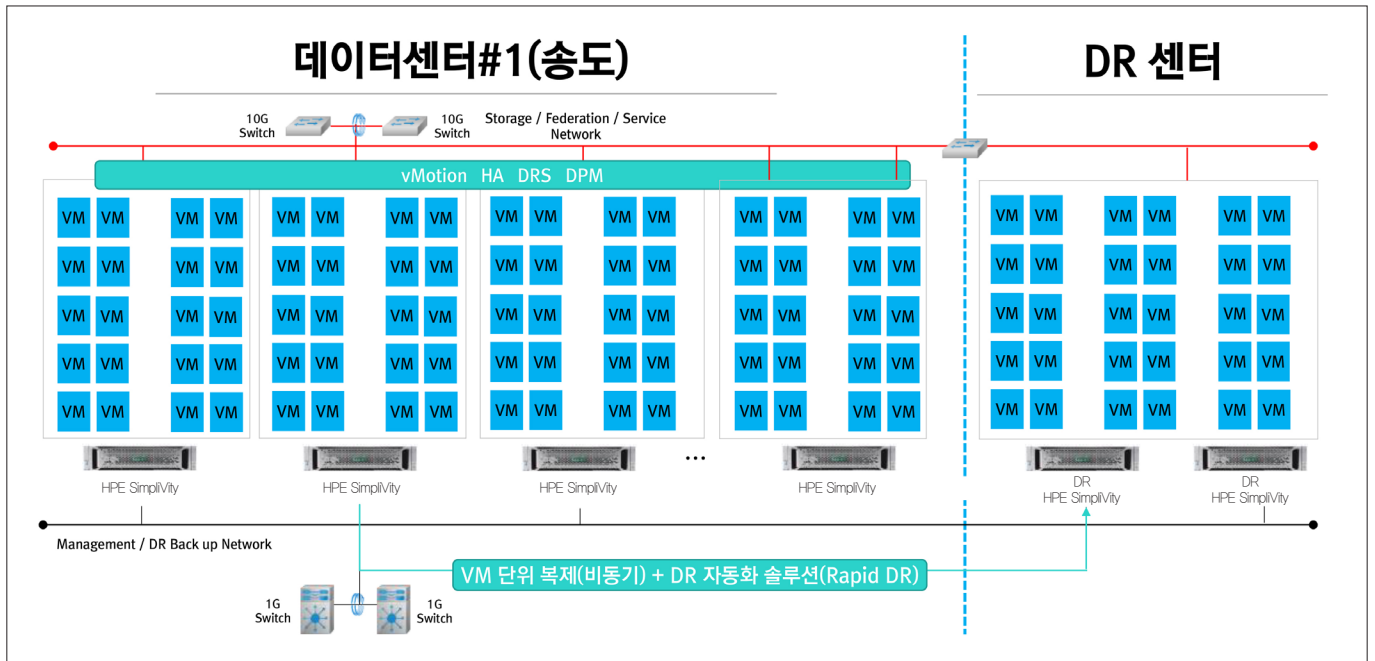 데이터센터#1(송도)
DR 센터
10G
Switch
10G
Switch
Storage / Federation / Service
Network
vMotion HA DRS DPM
VM VM VM VM VM VM VM VM VM VM VM VM VM VM VM VM VM VM VM VM VM VM
VM VM VM VM VM VM VM VM VM VM VM VM VM VM VM VM VM VM VM VM VM VM
VM VM VM VM VM VM VM VM VM VM VM VM VM VM VM VM VM VM VM VM VM VM
VM VM VM VM VM VM VM VM VM VM VM VM VM VM VM VM VM VM VM VM VM VM
VM VM VM VM VM VM VM VM VM VM VM VM VM VM VM VM VM VM VM VM VM VM
...
HPE SimpliVity
HPE SimpliVity
HPE SimpliVity
HPE SimpliVity
DR
HPE SimpliVity
DR
HPE SimpliVity
Management / DR Back up Network
VM 단위 복제(비동기) + DR 자동화 솔루션(Rapid DR)
1G
Switch
1G
Switch